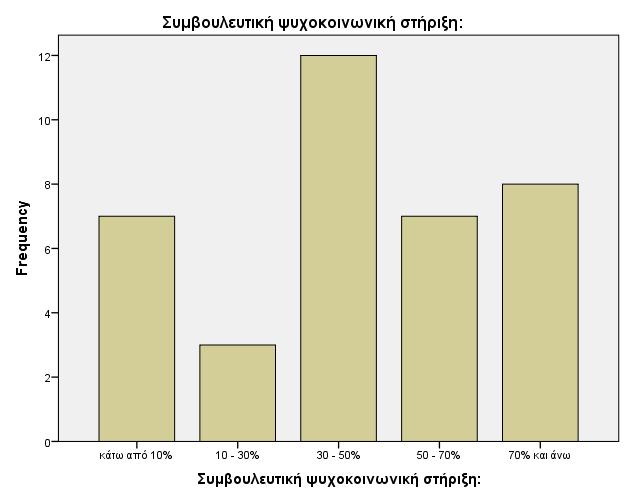 Συμβουλευτική ψυχοκοινωνική στήριξη:
12
10
8
6
4
2
0
Frequency
κάτω από 10%
10 - 30%
30 - 50%
50 - 70%
70% και άνω
Συμβουλευτική ψυχοκοινωνική στήριξη: